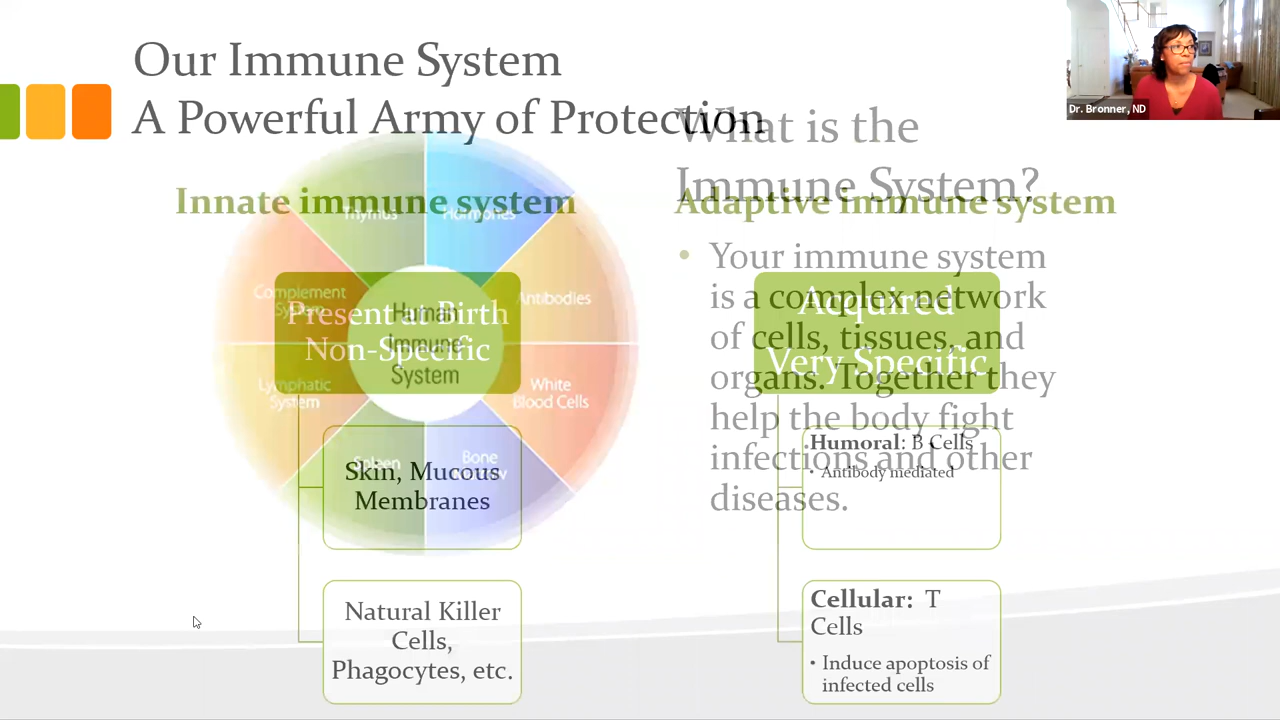 Our Immune System
A Powerful Army of Protection
Dr. Bronner, ND
What is the
Immune System?
Innate immune system
Adaptive immune system
Thymus
Hormones
Complement
System
Antibodies
Human
Immune
System
Lymphatic
System
White
Blood Cells
Spleen
Bone
Present at Birth
Non-Specific
Skin, Mucous
Membranes
Natural Killer
Cells,
Phagocytes, etc.
• Your immune system
is a complex network
of cells, tissues, and
organs. Together they
help the body fight
infections and other
diseases.
Acquired
Very Specific
Humoral: B Cells
• Antibody mediated
Cellular: T
Cells
• Induce apoptosis of
infected cells